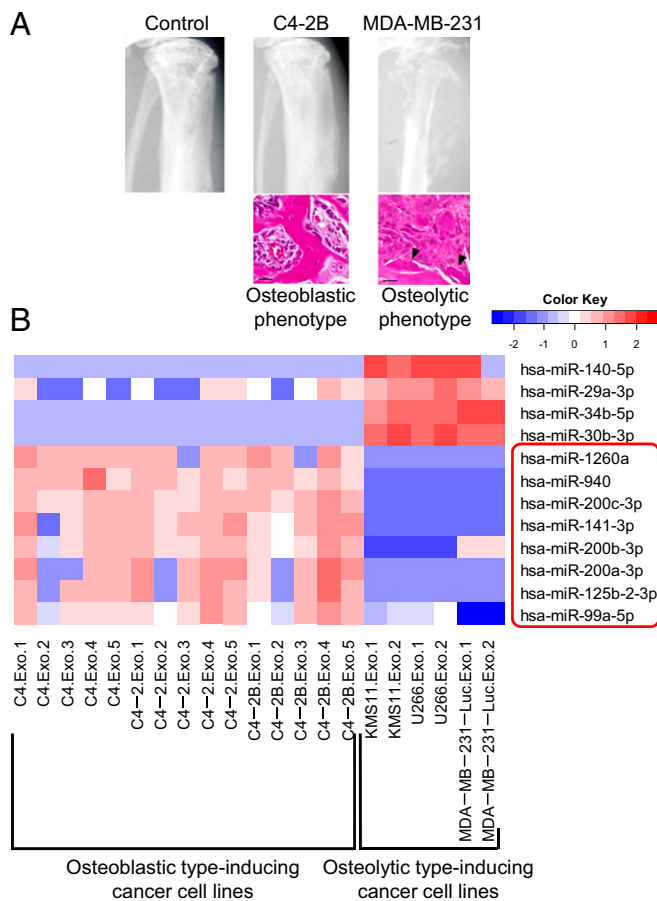 A
Control
C4-2B
MDA-MB-231
Osteoblastic
phenotype
Osteolytic
phenotype
B
Color Key
-2 -1 0 1 2
hsa-miR-140-5p
hsa-miR-29a-3p
hsa-miR-34b-5p
hsa-miR-30b-3p
hsa-miR-1260a
hsa-miR-940
hsa-miR-200c-3p
hsa-miR-141-3p
hsa-miR-200b-3p
hsa-miR-200a-3p
hsa-miR-125b-2-3p
hsa-miR-99a-5p
C4.Exo.1
C4.Exo.2
C4.Exo.3
C4.Exo.4
C4.Exo.5
C4−2.Exo.1
C4−2.Exo.2
C4−2.Exo.3
C4−2.Exo.4
C4−2.Exo.5
C4−2B.Exo.1
C4−2B.Exo.2
C4−2B.Exo.3
C4−2B.Exo.4
C4−2B.Exo.5
KMS11.Exo.1
KMS11.Exo.2
U266.Exo.1
U266.Exo.2
MDA−MB−231−Luc.Exo.1
MDA−MB−231−Luc.Exo.2
Osteoblastic type-inducing
cancer cell lines
Osteolytic type-inducing
cancer cell lines